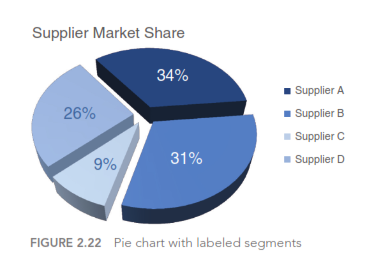 Supplier Market Share
34%
26%
9%
31%
Supplier A
Supplier B
Supplier C
Supplier D
FIGURE 2.22 Pie chart with labeled segments